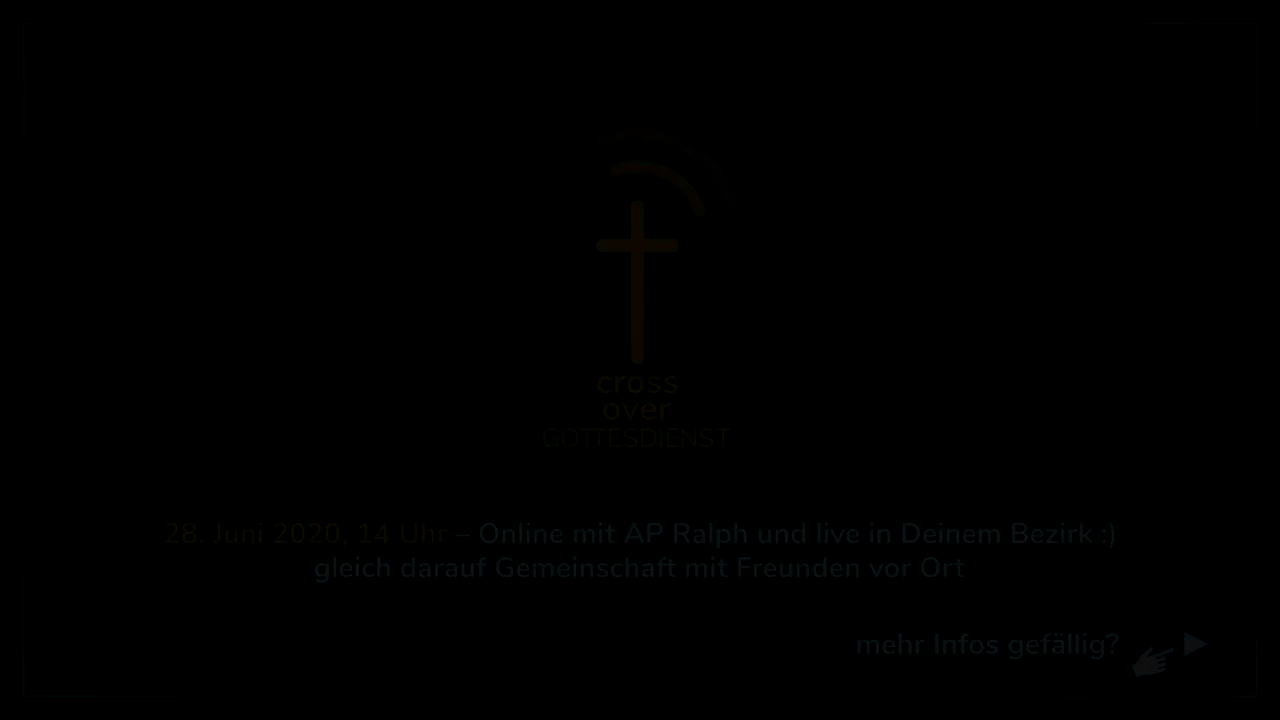 cross
over
GOTTESDIENST
28. Juni 2020, 14 Uhr – Online mit AP Ralph und live in Deinem Bezirk :)
gleich darauf Gemeinschaft mit Freunden vor Ort
mehr Infos gefällig?